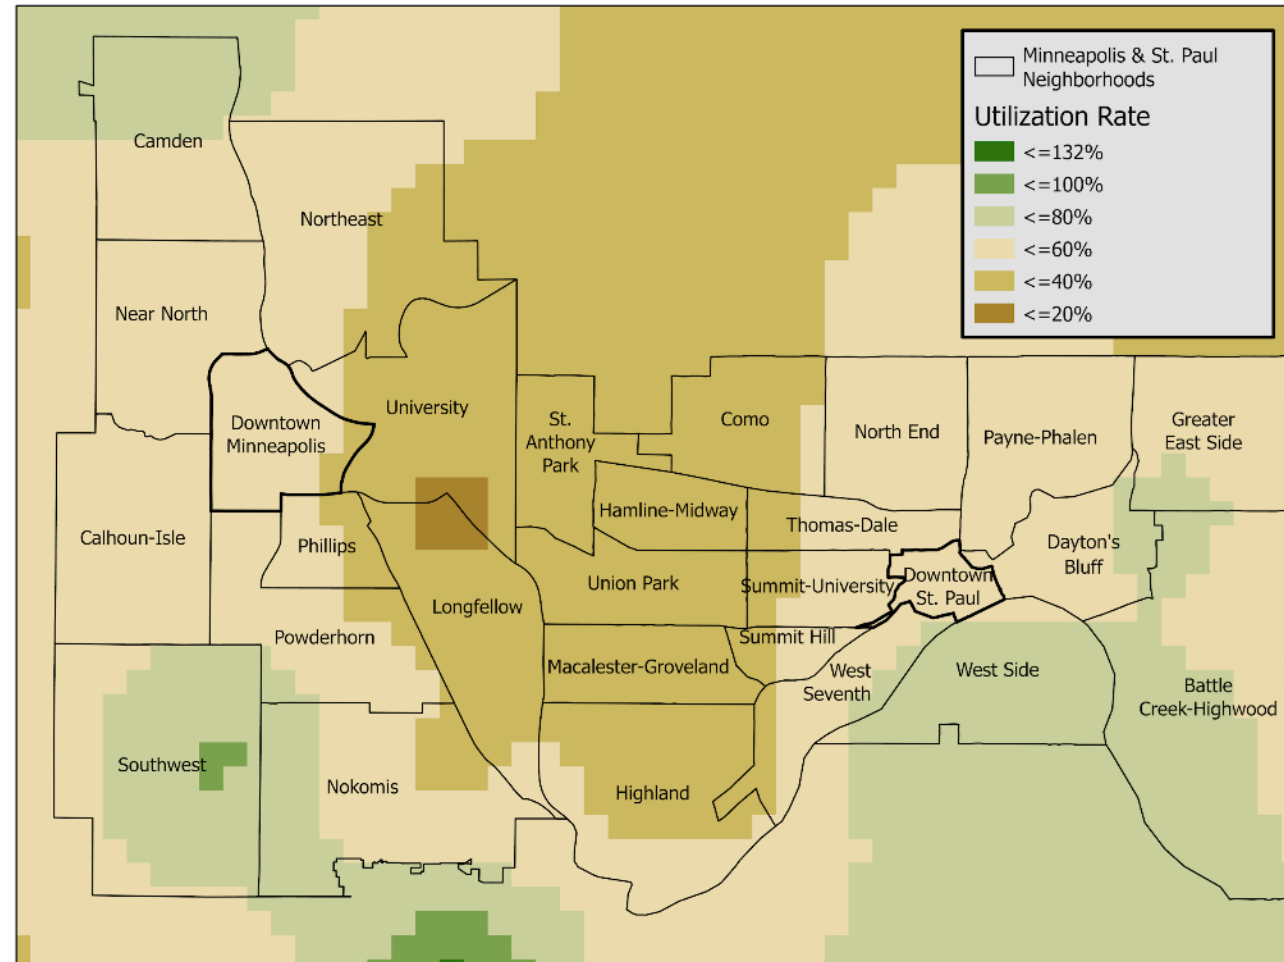 Minneapolis & St. Paul
Neighborhoods
Utilization Rate
<=132%
<=100%
<=80%
<=60%
<=40%
<=20%
Camden
Northeast
Near North
University
Downtown
Minneapolis
St.
Anthony
Park
Como
North End
Payne-Phalen
Greater
East Side
Calhoun-Isle
Phillips
Hamline-Midway
Thomas-Dale
Dayton's
Bluff
Longfellow
Union Park
Summit-University
Downtown
St. Paul
Powderhorn
Summit Hill
Macalester-Groveland
West
Seventh
West Side
Battle
Creek-Highwood
Southwest
Nokomis
Highland